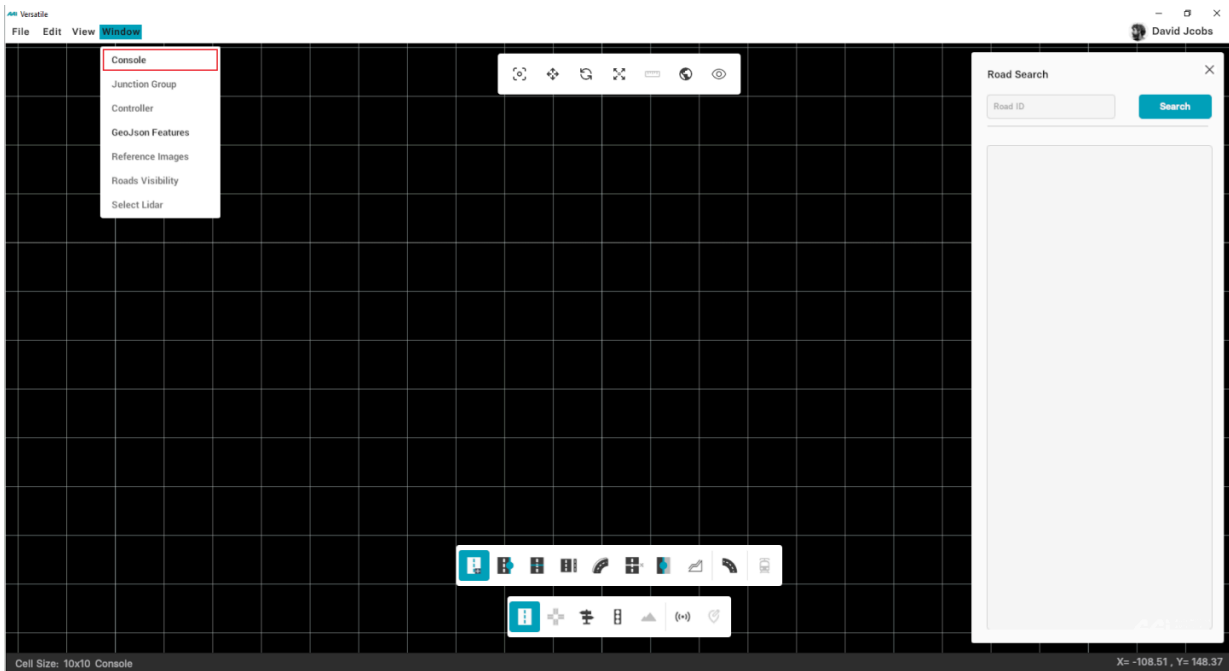 Versatile
File Edit View Window
David Jcobs
Console
Junction Group
Controller
GeoJson Features
Reference Images
Roads Visibility
Select Lidar
Road Search
Road ID
Search
Cell Size: 10x10 Console
X= -108.51 , Y= 148.37